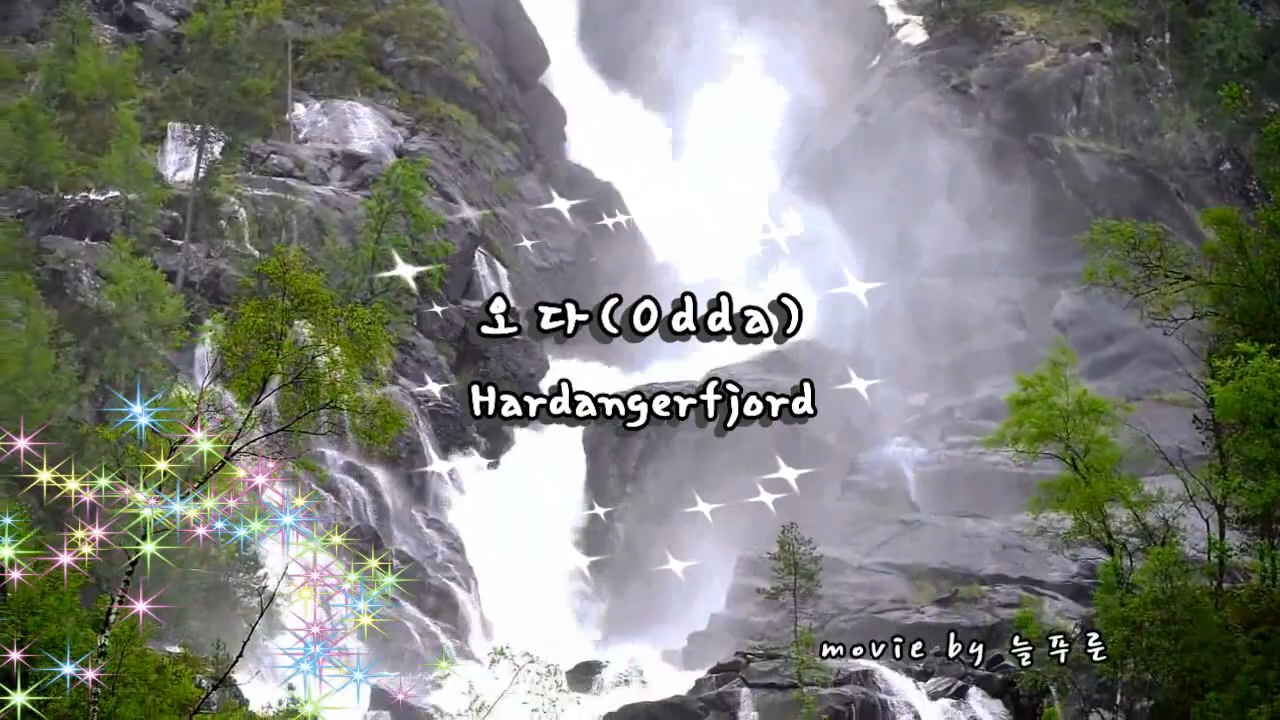 오다(Odda)
Hardangerfjord
movie by 늘푸른